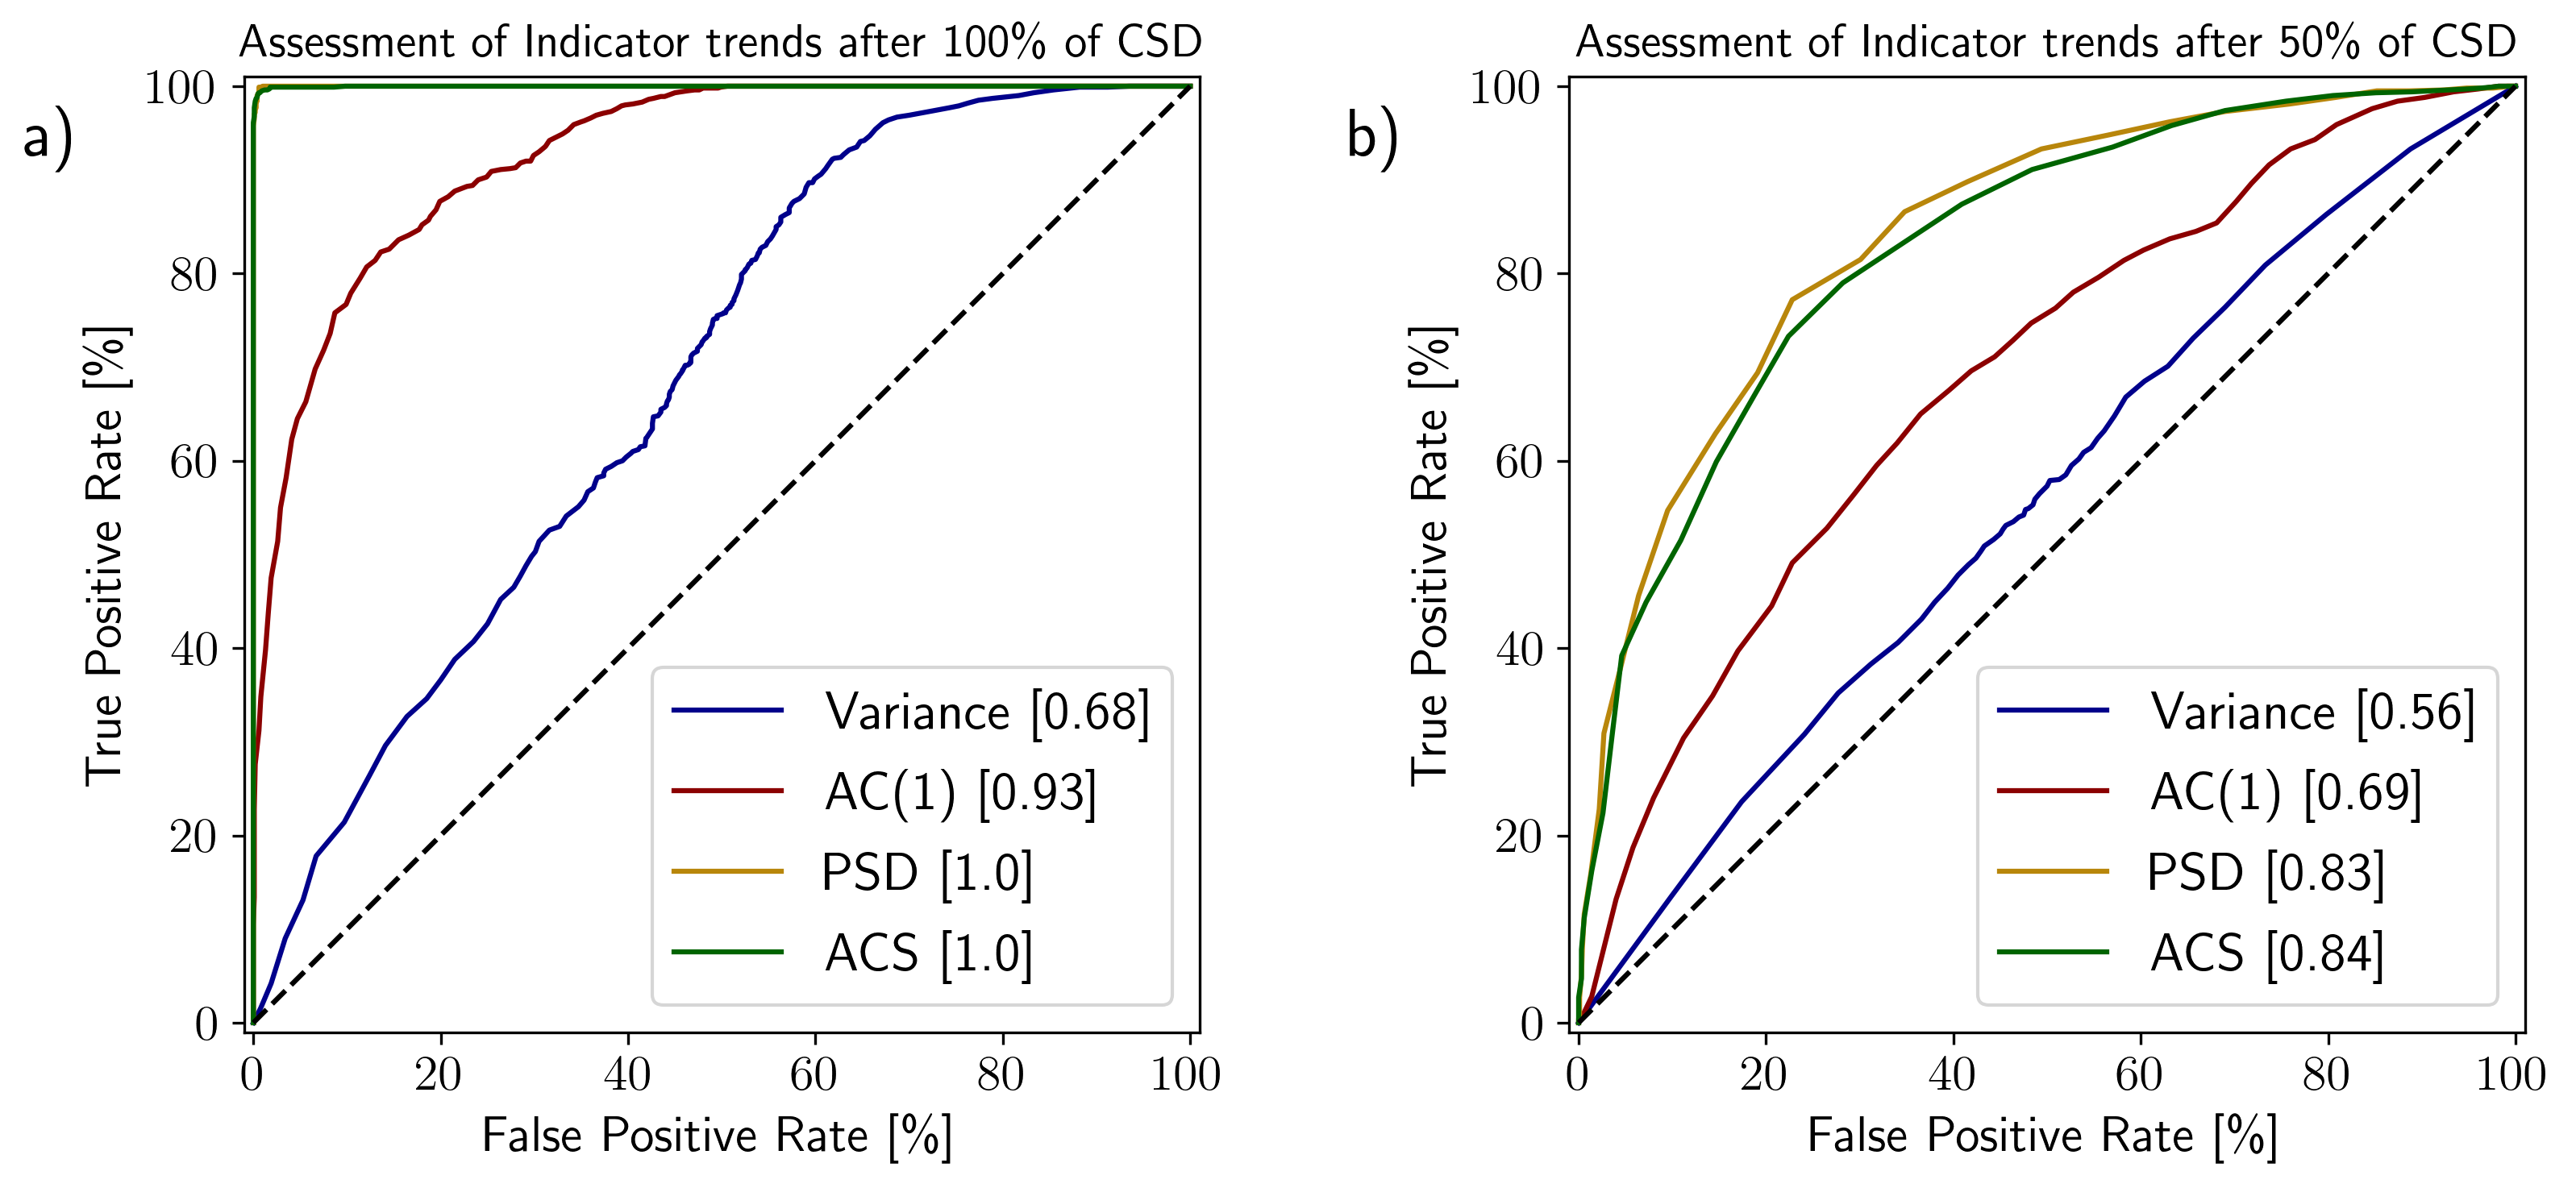 Assessment of Indicator trends after 100% of CSD
a)
100
80
60
40
20
0
True Positive Rate [%]
Variance [0.68]
AC(1) [0.93]
PSD [1.0]
ACS [1.0]
0 20 40 60 80 100
False Positive Rate [%]
Assessment of Indicator trends after 50% of CSD
b)
100
80
60
40
20
0
True Positive Rate [%]
Variance [0.56]
AC(1) [0.69]
PSD [0.83]
ACS [0.84]
0 20 40 60 80 100
False Positive Rate [%]